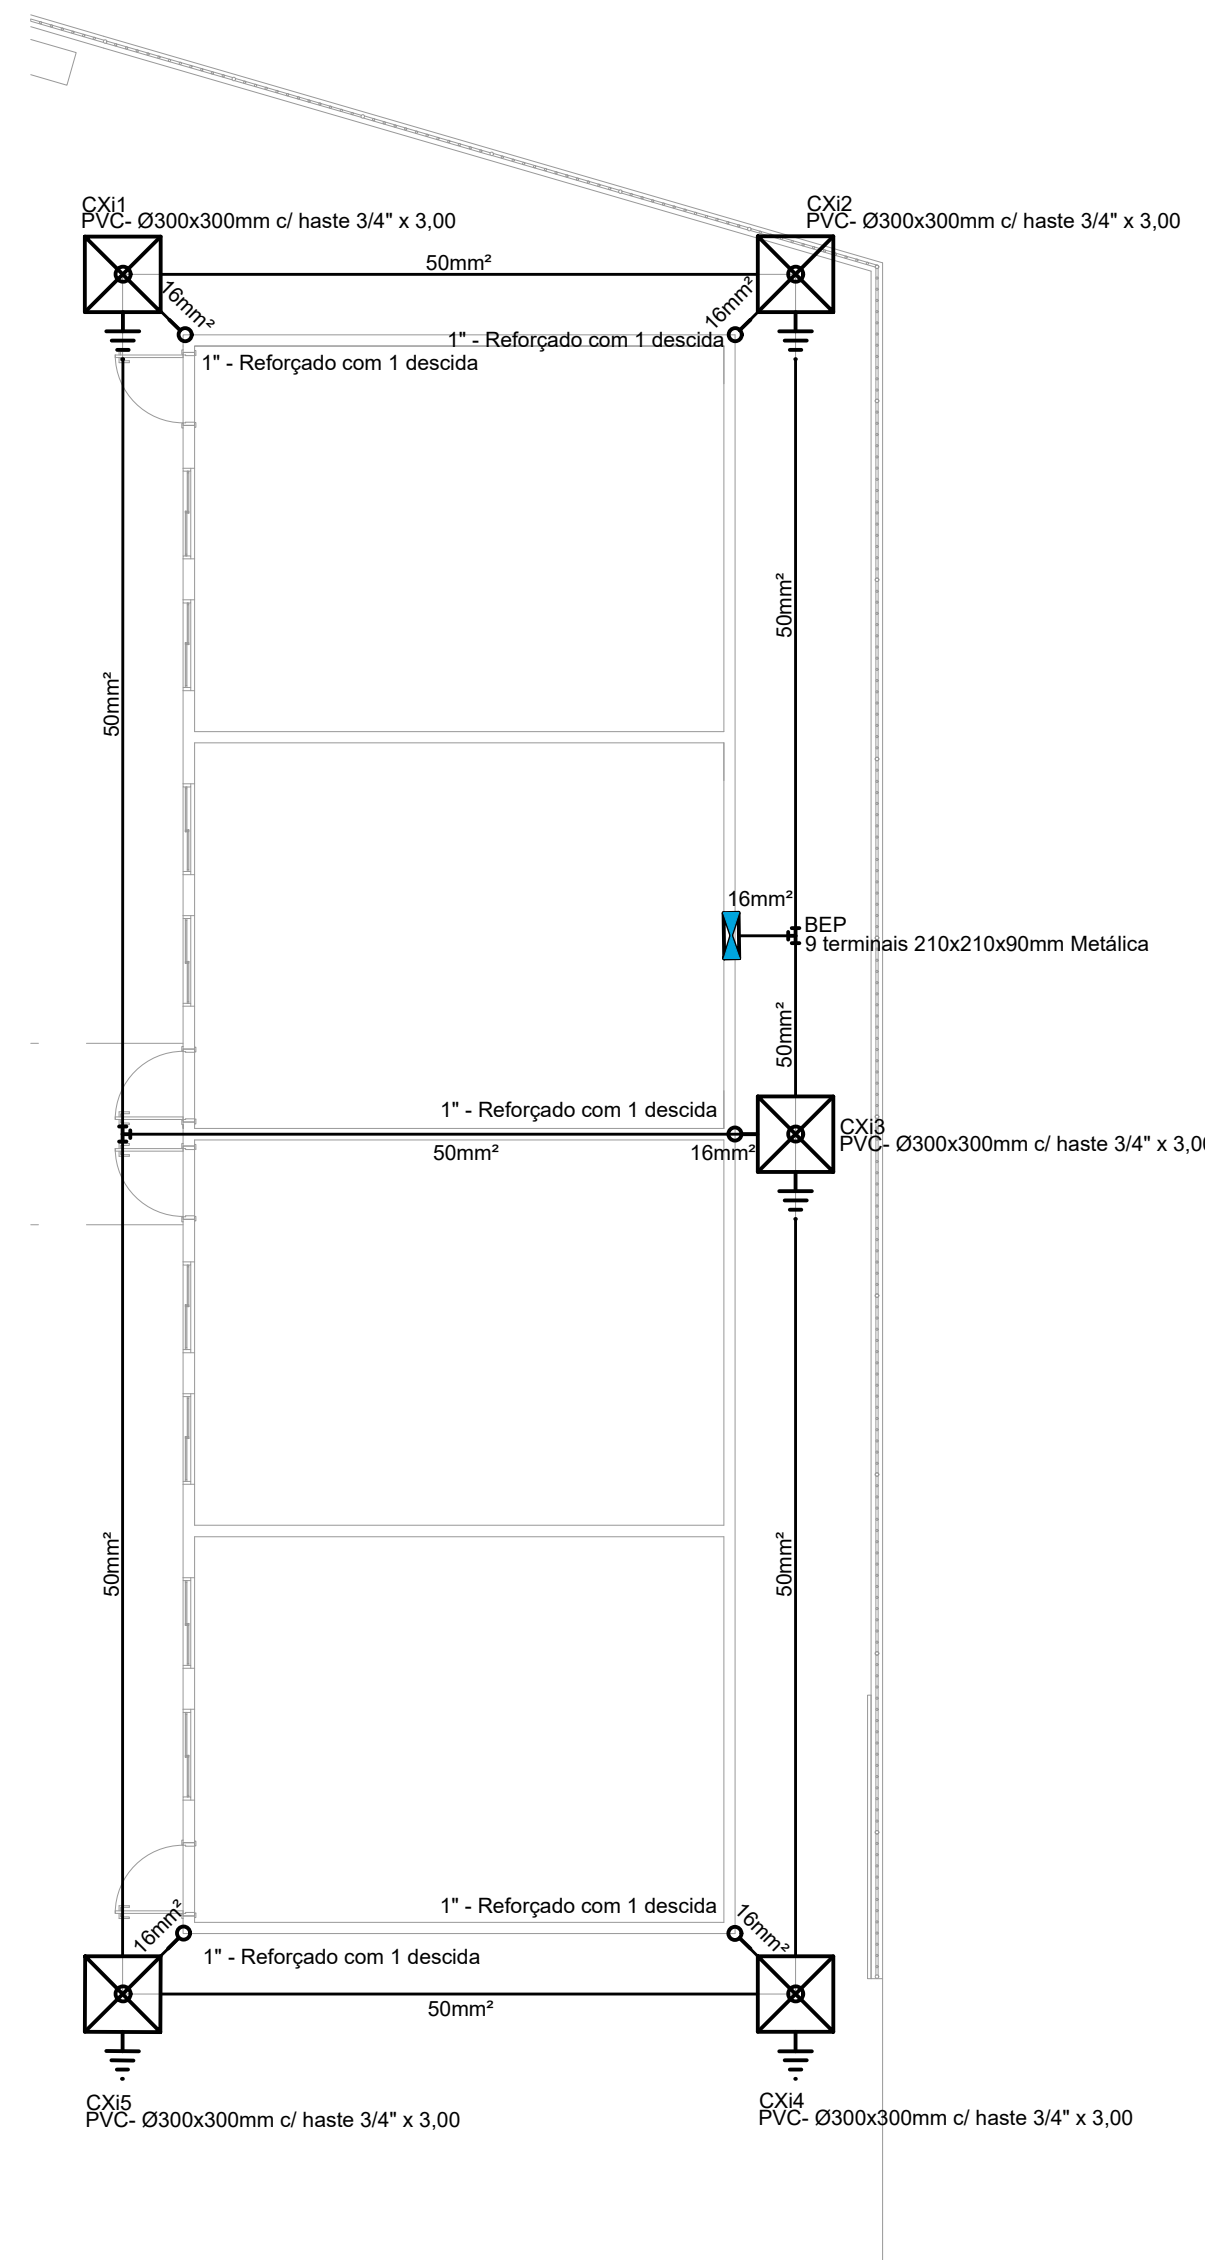 CXi1
PVC- Ø300x300mm c/ haste 3/4" x 3,00
CXi2
PVC- Ø300x300mm c/ haste 3/4" x 3,00
50mm²
16mm²
16mm²
1" - Reforçado com 1 descida
1" - Reforçado com 1 descida
50mm²
50mm²
16mm²
BEP
9 terminais 210x210x90mm Metálica
50mm²
1" - Reforçado com 1 descida
CXi3
PVC- Ø300x300mm c/ haste 3/4" x 3,00
50mm²
16mm²
50mm²
50mm²
1" - Reforçado com 1 descida
16mm²
16mm²
1" - Reforçado com 1 descida
50mm²
CXi5
PVC- Ø300x300mm c/ haste 3/4" x 3,00
CXi4
PVC- Ø300x300mm c/ haste 3/4" x 3,00